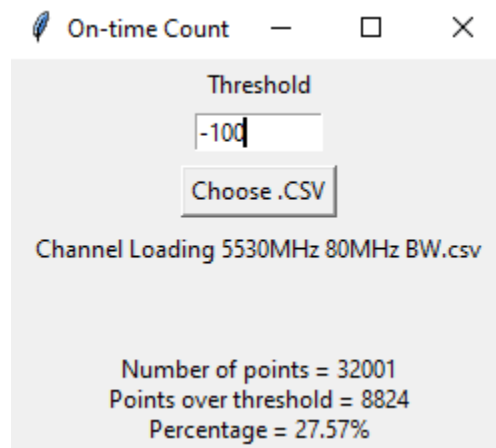 On-time Count
Threshold
-100
Choose .CSV
Channel Loading 5530MHz 80MHz BW.csv
Number of points = 32001
Points over threshold = 8824
Percentage = 27.57%